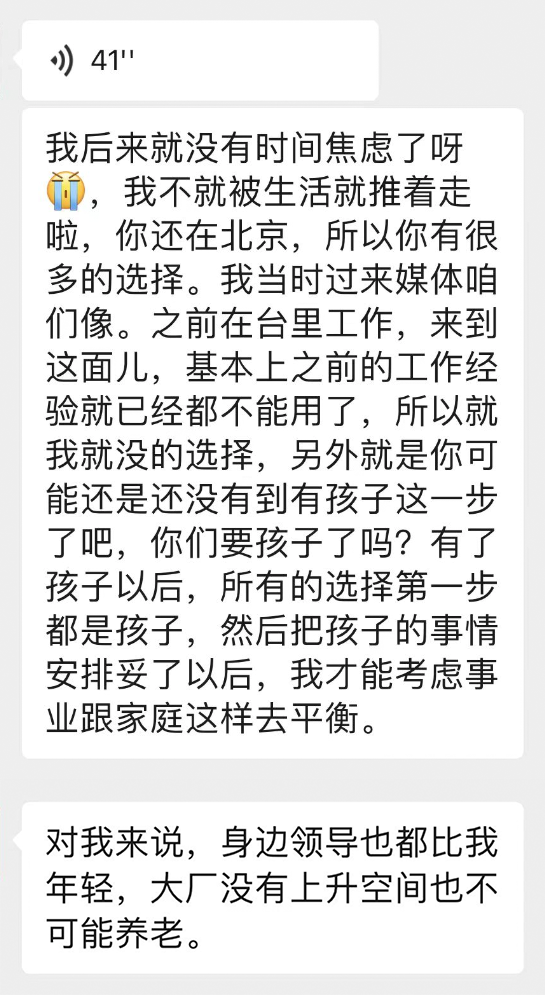 41''
我后来就没有时间焦虑了呀
😭，我不就被生活就推着走
啦，你还在北京，所以你有很
多的选择。我当时过来媒体咱
们像。之前在台里工作，来到
这面儿，基本上之前的工作经
验就已经都不能用了，所以就
我就没的选择，另外就是你可
能还是还没有到有孩子这一步
了吧，你们要孩子了吗？有了
孩子以后，所有的选择第一步
都是孩子，然后把孩子的事情
安排妥了以后，我才能考虑事
业跟家庭这样去平衡。
对我来说，身边领导也都比我
年轻，大厂没有上升空间也不
可能养老。